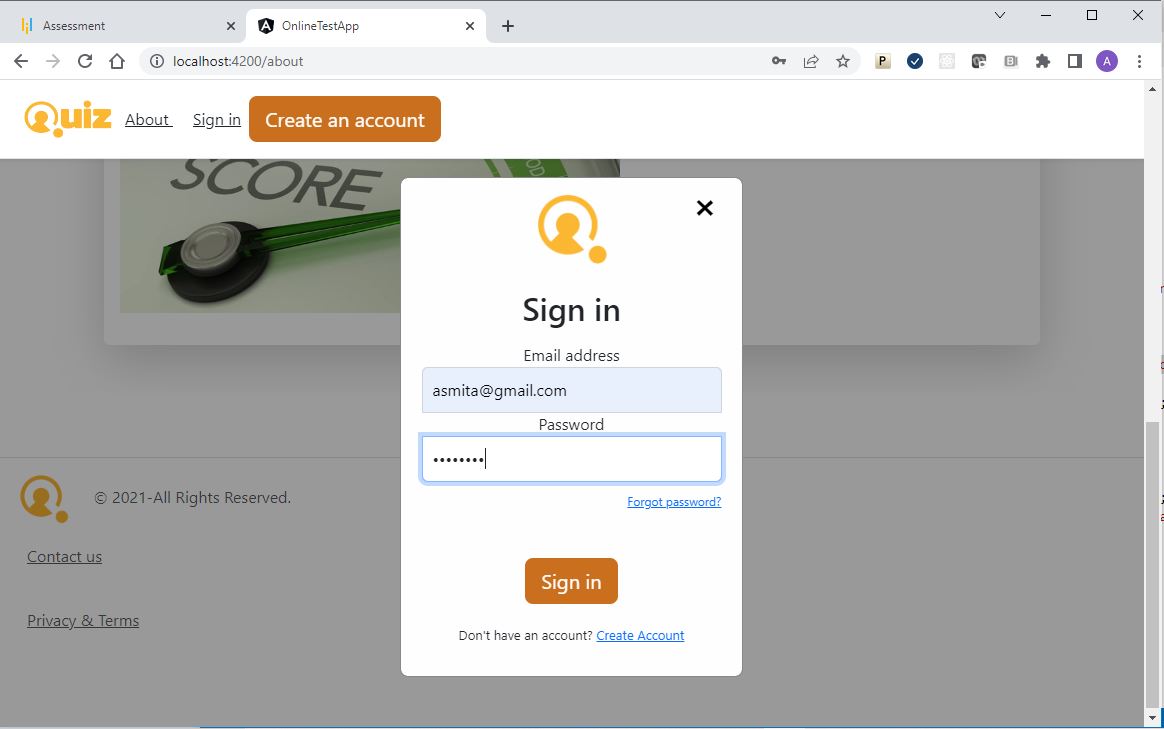 Assessment
OnlineTestApp
localhost:4200/about
P
B
A
Quiz
About
Sign in
Create an account
SCORE
Sign in
Email address
asmita@gmail.com
Password
••••••••
Forgot password?
Sign in
Don't have an account? Create Account
© 2021-All Rights Reserved.
Contact us
Privacy & Terms